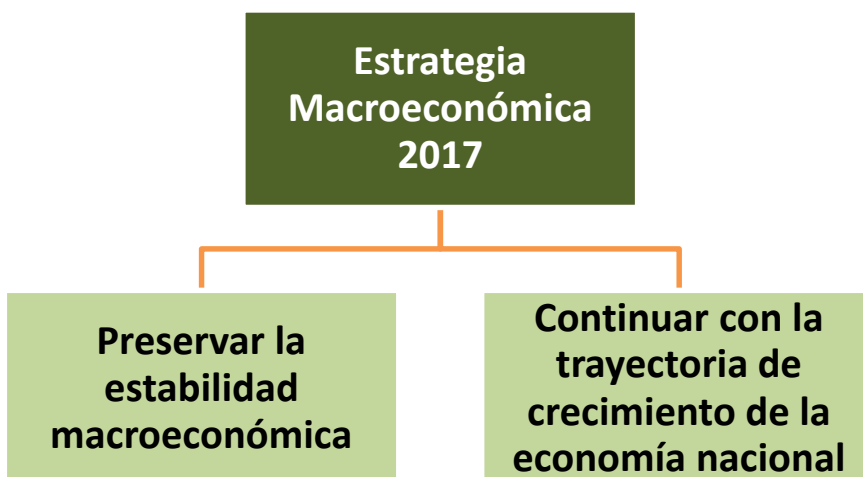 Estrategia
Macroeconómica
2017
Preservar la
estabilidad
macroeconómica
Continuar con la
trayectoria de
crecimiento de la
economía nacional